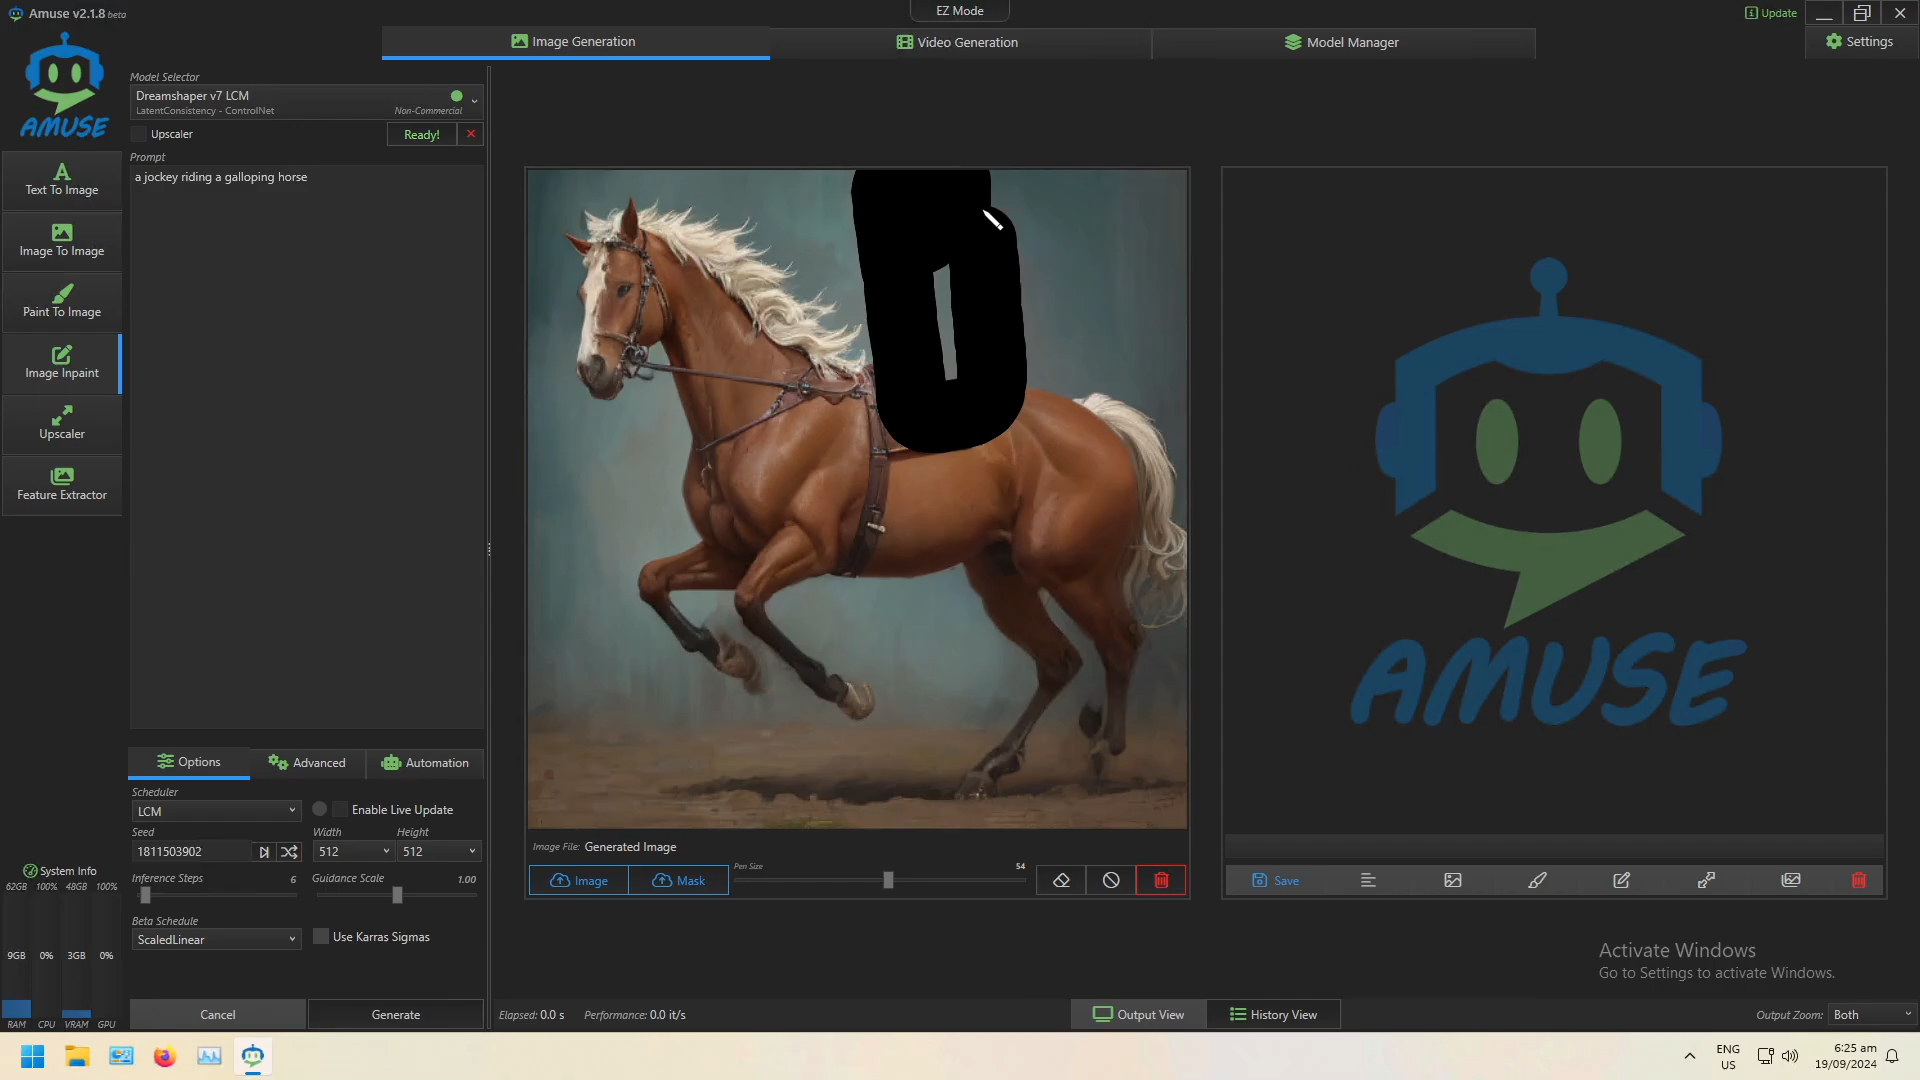 Amuse v2.1.8 beta
EZ Mode
Update
Image Generation
Video Generation
Model Manager
Settings
AMUSE
Model Selector
Dreamshaper v7 LCM
LatentConsistency - ControlNet
Non-Commercial
Upscaler
Ready!
Prompt
a jockey riding a galloping horse
Text To Image
Image To Image
Paint To Image
Image Inpaint
Upscaler
Feature Extractor
AMUSE
Options
Advanced
Automation
Scheduler
LCM
Enable Live Update
Seed
Width
Height
1811503902
512
512
Inference Steps
6
Guidance Scale
1.00
Beta Schedule
ScaledLinear
Use Karras Sigmas
System Info
62GB 100% 48GB 100%
9GB 0% 3GB 0%
RAM CPU VRAM GPU
Cancel
Generate
Image File: Generated Image
Image
Mask
Pen Size
54
Save
Activate Windows
Go to Settings to activate Windows.
Elapsed: 0.0 s
Performance: 0.0 it/s
Output View
History View
Output Zoom: Both
ENG
US
6:25 am
19/09/2024